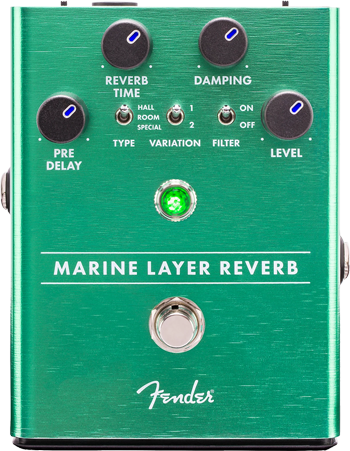 REVERB
TIME
DAMPING
HALL
ROOM
SPECIAL
1
2
ON
OFF
PRE
DELAY
TYPE
VARIATION
FILTER
LEVEL
MARINE LAYER REVERB
Fender